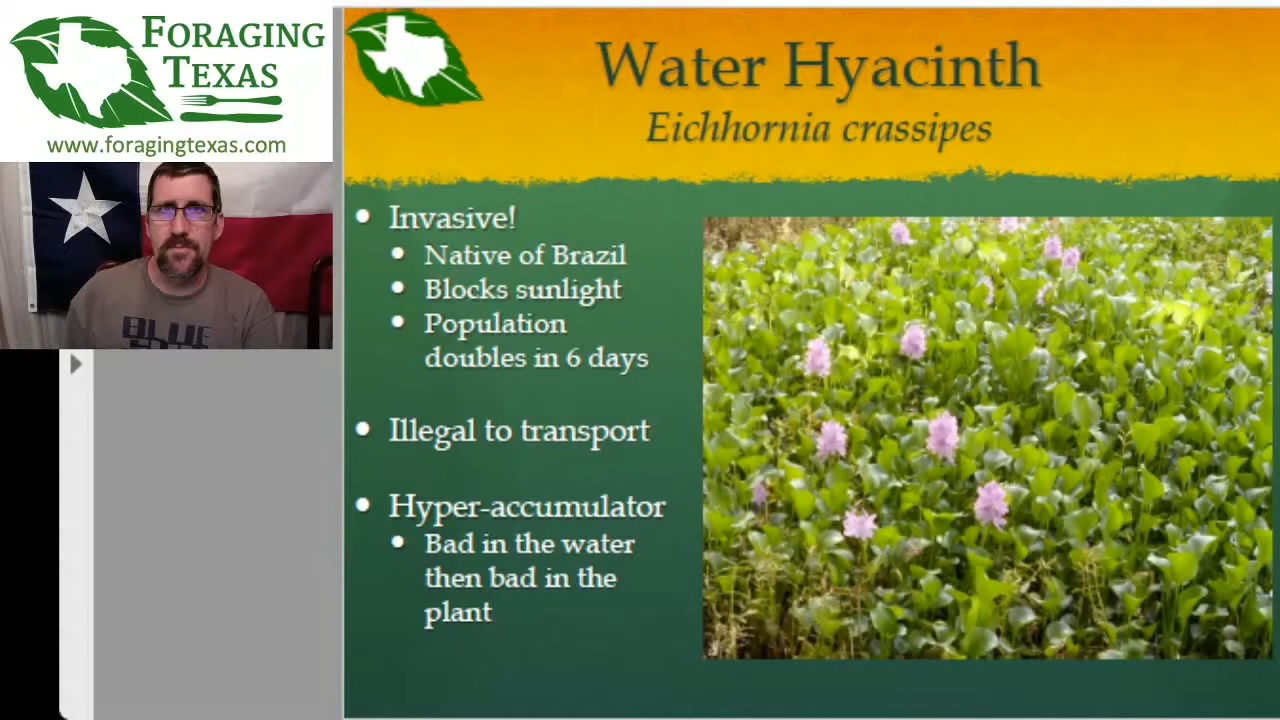 FORAGING
TEXAS
www.foragingtexas.com
BLUE
Water Hyacinth
Eichhornia crassipes
• Invasive!
• Native of Brazil
• Blocks sunlight
• Population
doubles in 6 days
• Illegal to transport
• Hyper-accumulator
• Bad in the water
then bad in the
plant